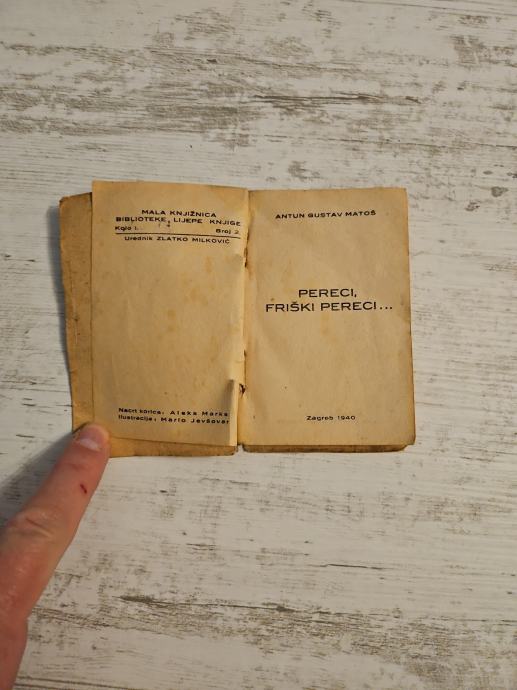 MALA KNJIŽNICA
BIBLIOTEKE LIJEPE KNJIGE
Kolo I. Broj 2.
Urednik ZLATKO MILKOVIĆ
Nacrt korica: Aleks Marks
Ilustracije: Mario Jevšovar
ANTUN GUSTAV MATOŠ
PERECI,
FRIŠKI PERECI...
Zagreb 1940